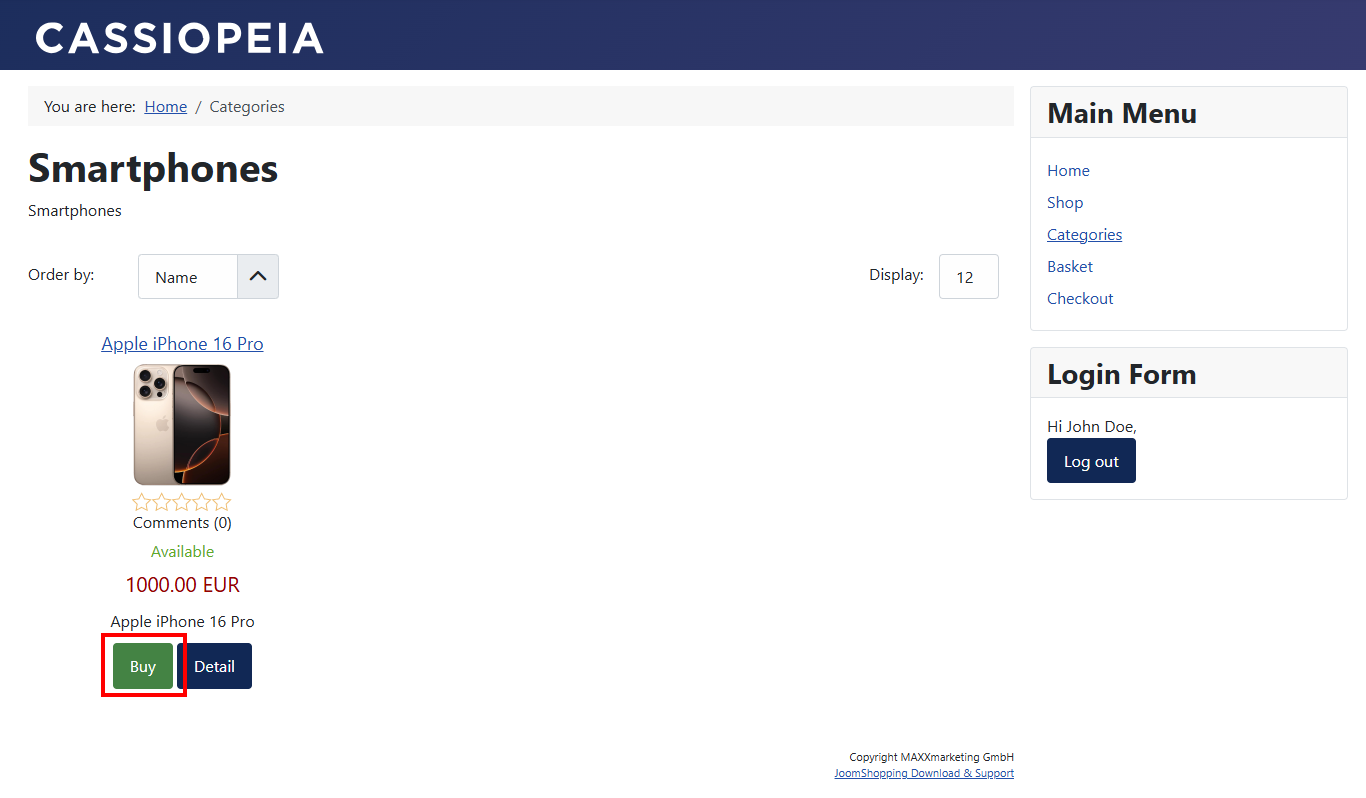 CASSIOPEIA
You are here: Home / Categories
Smartphones
Smartphones
Order by: Name
Display: 12
Apple iPhone 16 Pro
Comments (0)
Available
1000.00 EUR
Apple iPhone 16 Pro
Buy Detail
Copyright MAXXmarketing GmbH
JoomShopping Download & Support
Main Menu
Home
Shop
Categories
Basket
Checkout
Login Form
Hi John Doe,
Log out